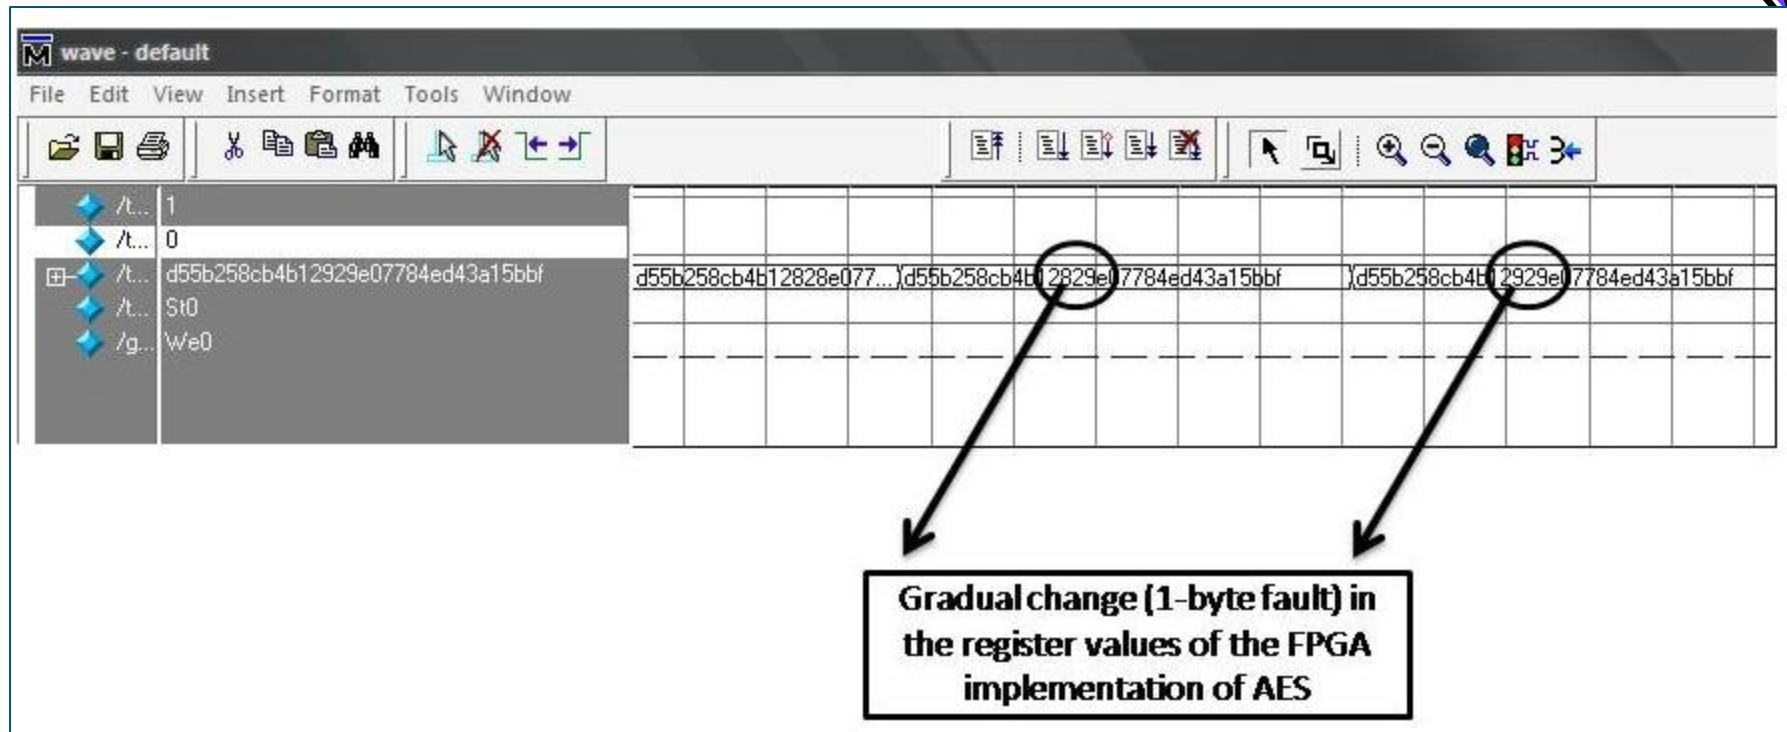 wave - default
File Edit View Insert Format Tools Window
/t... 1
/t... 0
/t... d55b258cb4b12929e07784ed43a15bbf d55b258cb4b12828e077... d55b258cb4b12829e07784ed43a15bbf d55b258cb4b12929e07784ed43a15bbf
/t... St0
/g... We0
Gradual change (1-byte fault) in
the register values of the FPGA
implementation of AES